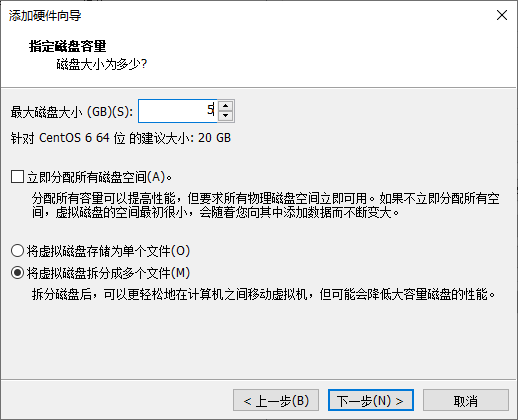 添加硬件向导
指定磁盘容量
磁盘大小为多少?
最大磁盘大小 (GB)(S): 5
针对 CentOS 6 64 位 的建议大小: 20 GB
立即分配所有磁盘空间(A)。
分配所有容量可以提高性能，但要求所有物理磁盘空间立即可用。如果不立即分配所有空
间，虚拟磁盘的空间最初很小，会随着您向其中添加数据而不断变大。
将虚拟磁盘存储为单个文件(O)
将虚拟磁盘拆分成多个文件(M)
拆分磁盘后，可以更轻松地在计算机之间移动虚拟机，但可能会降低大容量磁盘的性能。
< 上一步(B) 下一步(N) > 取消